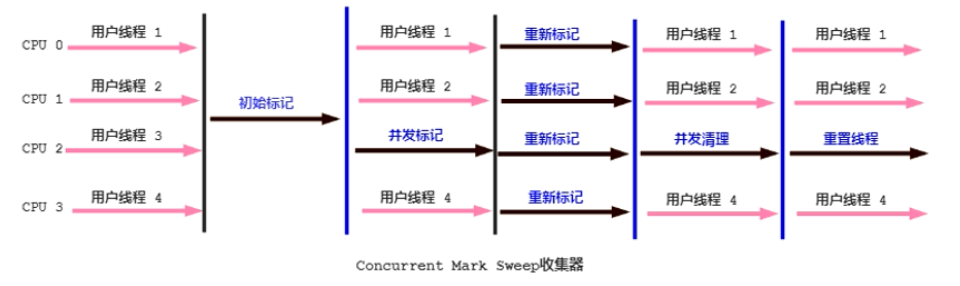 CPU 0 用户线程 1 用户线程 1 重新标记 用户线程 1 用户线程 1
CPU 1 用户线程 2 初始标记 用户线程 2 重新标记 用户线程 2 用户线程 2
CPU 2 用户线程 3 并发标记 重新标记 并发清理 重置线程
CPU 3 用户线程 4 用户线程 4 重新标记 用户线程 4 用户线程 4
Concurrent Mark Sweep收集器